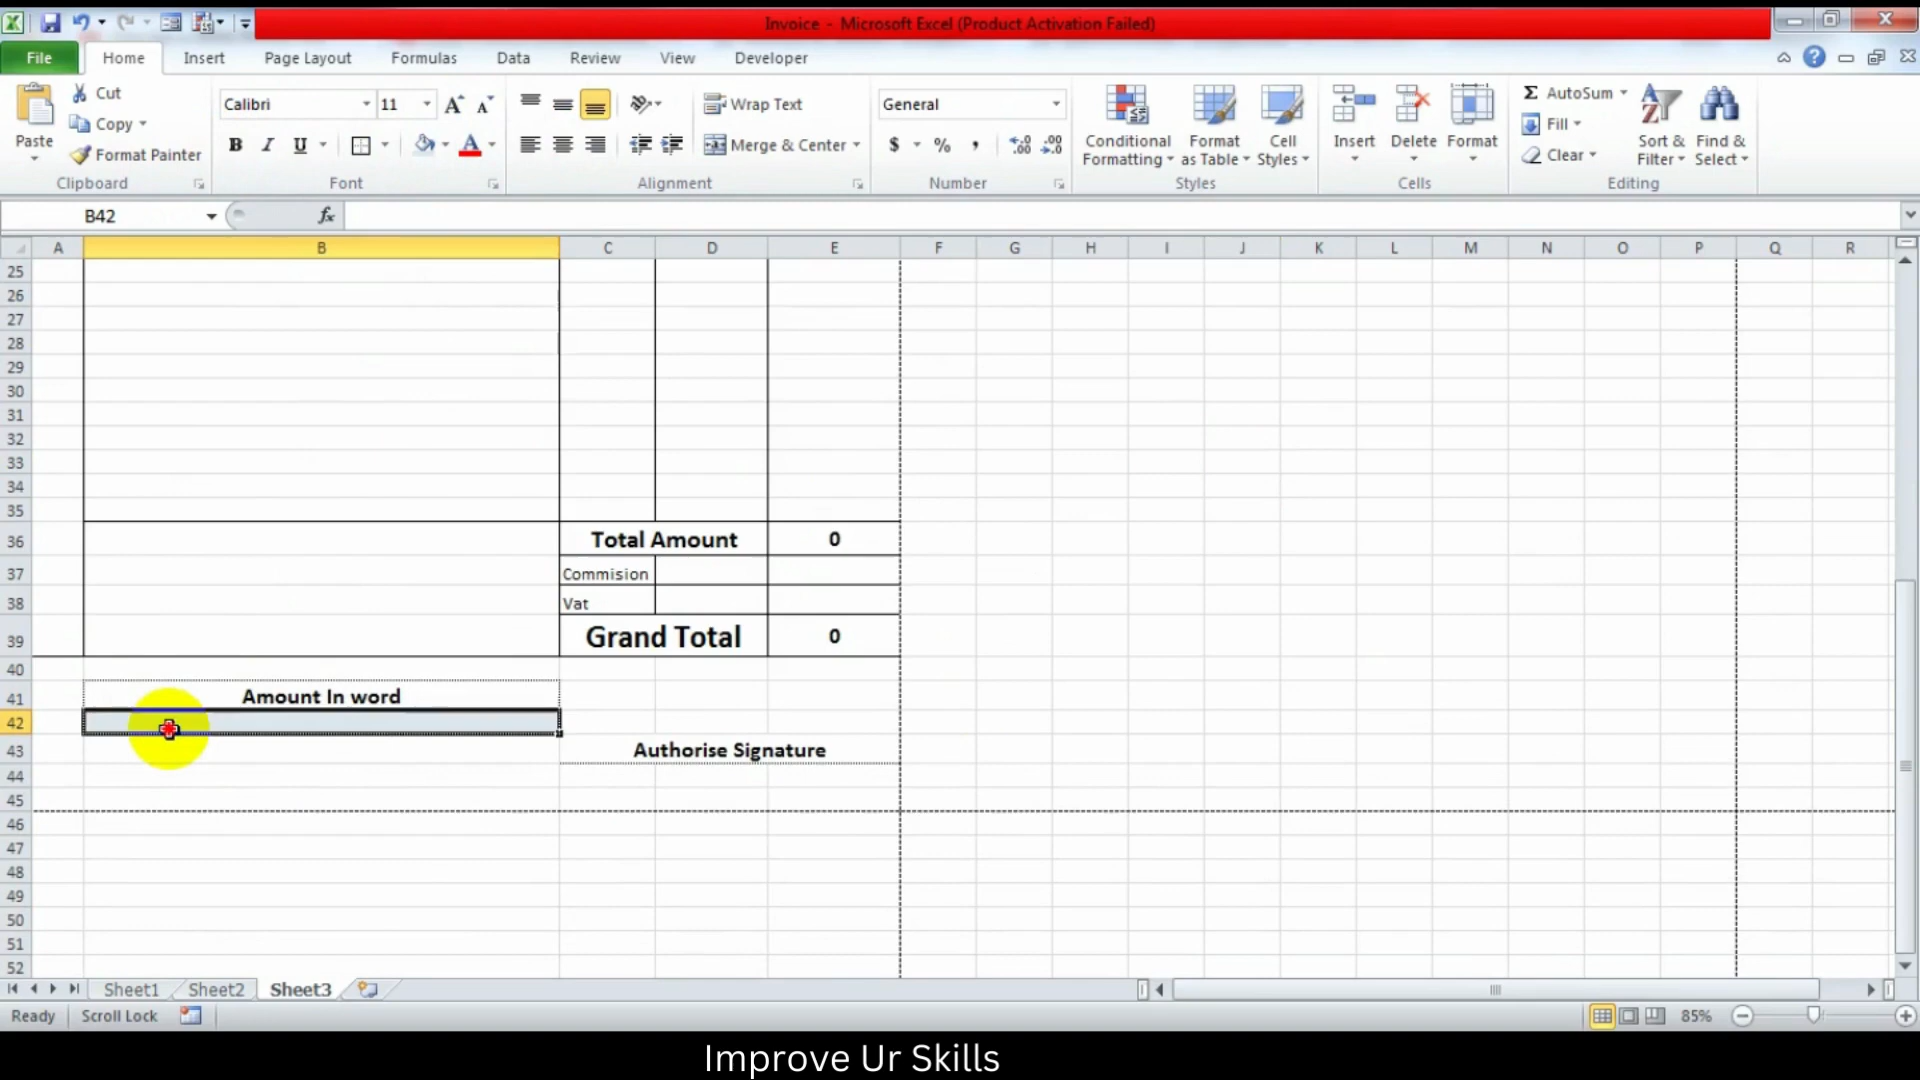 Invoice - Microsoft Excel (Product Activation Failed)
File Home Insert Page Layout Formulas Data Review View Developer
Paste
Cut
Copy
Format Painter
Clipboard
Calibri 11
B I U
Font
Wrap Text
Merge & Center
Alignment
General
$ % ,
Number
Conditional Formatting
Format as Table
Cell Styles
Styles
Insert Delete Format
Cells
Σ AutoSum
Fill
Clear
Sort & Filter
Find & Select
Editing
B42 fx
A B C D E F G H I J K L M N O P Q R
25
26
27
28
29
30
31
32
33
34
35
36 Total Amount 0
37 Commision
38 Vat
39 Grand Total 0
40
41 Amount In word
42
43 Authorise Signature
44
45
46
47
48
49
50
51
52
Sheet1 Sheet2 Sheet3
Ready Scroll Lock 85%
Improve Ur Skills